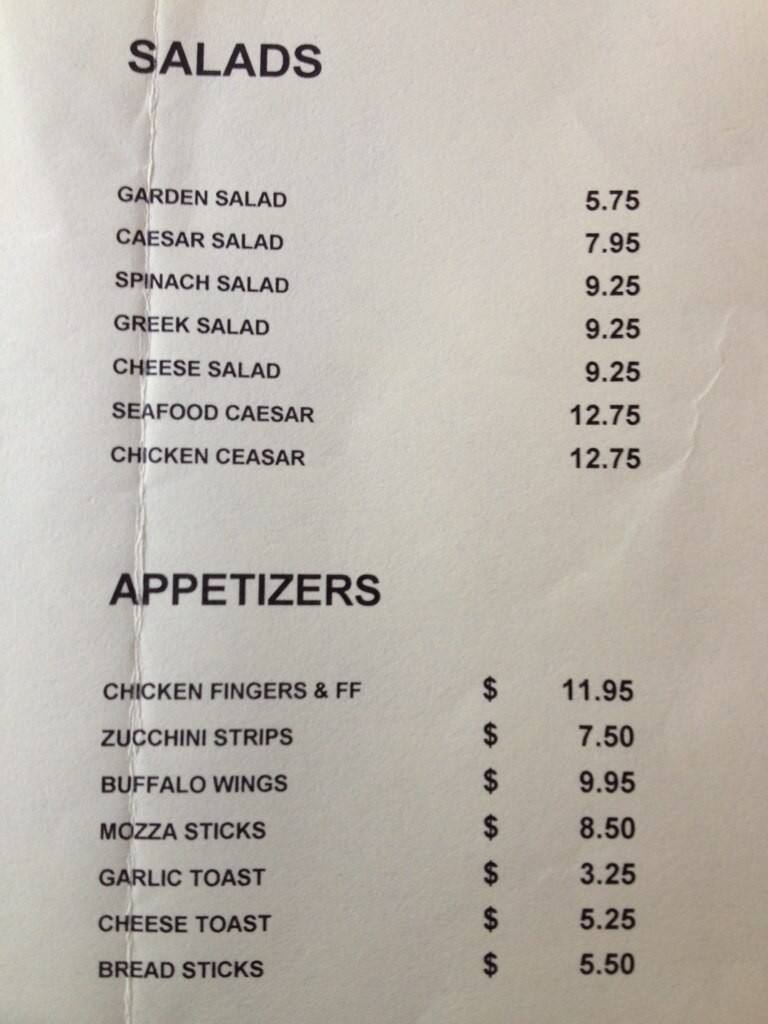 SALADS
GARDEN SALAD 5.75
CAESAR SALAD 7.95
SPINACH SALAD 9.25
GREEK SALAD 9.25
CHEESE SALAD 9.25
SEAFOOD CAESAR 12.75
CHICKEN CEASAR 12.75
APPETIZERS
CHICKEN FINGERS & FF $ 11.95
ZUCCHINI STRIPS $ 7.50
BUFFALO WINGS $ 9.95
MOZZA STICKS $ 8.50
GARLIC TOAST $ 3.25
CHEESE TOAST $ 5.25
BREAD STICKS $ 5.50